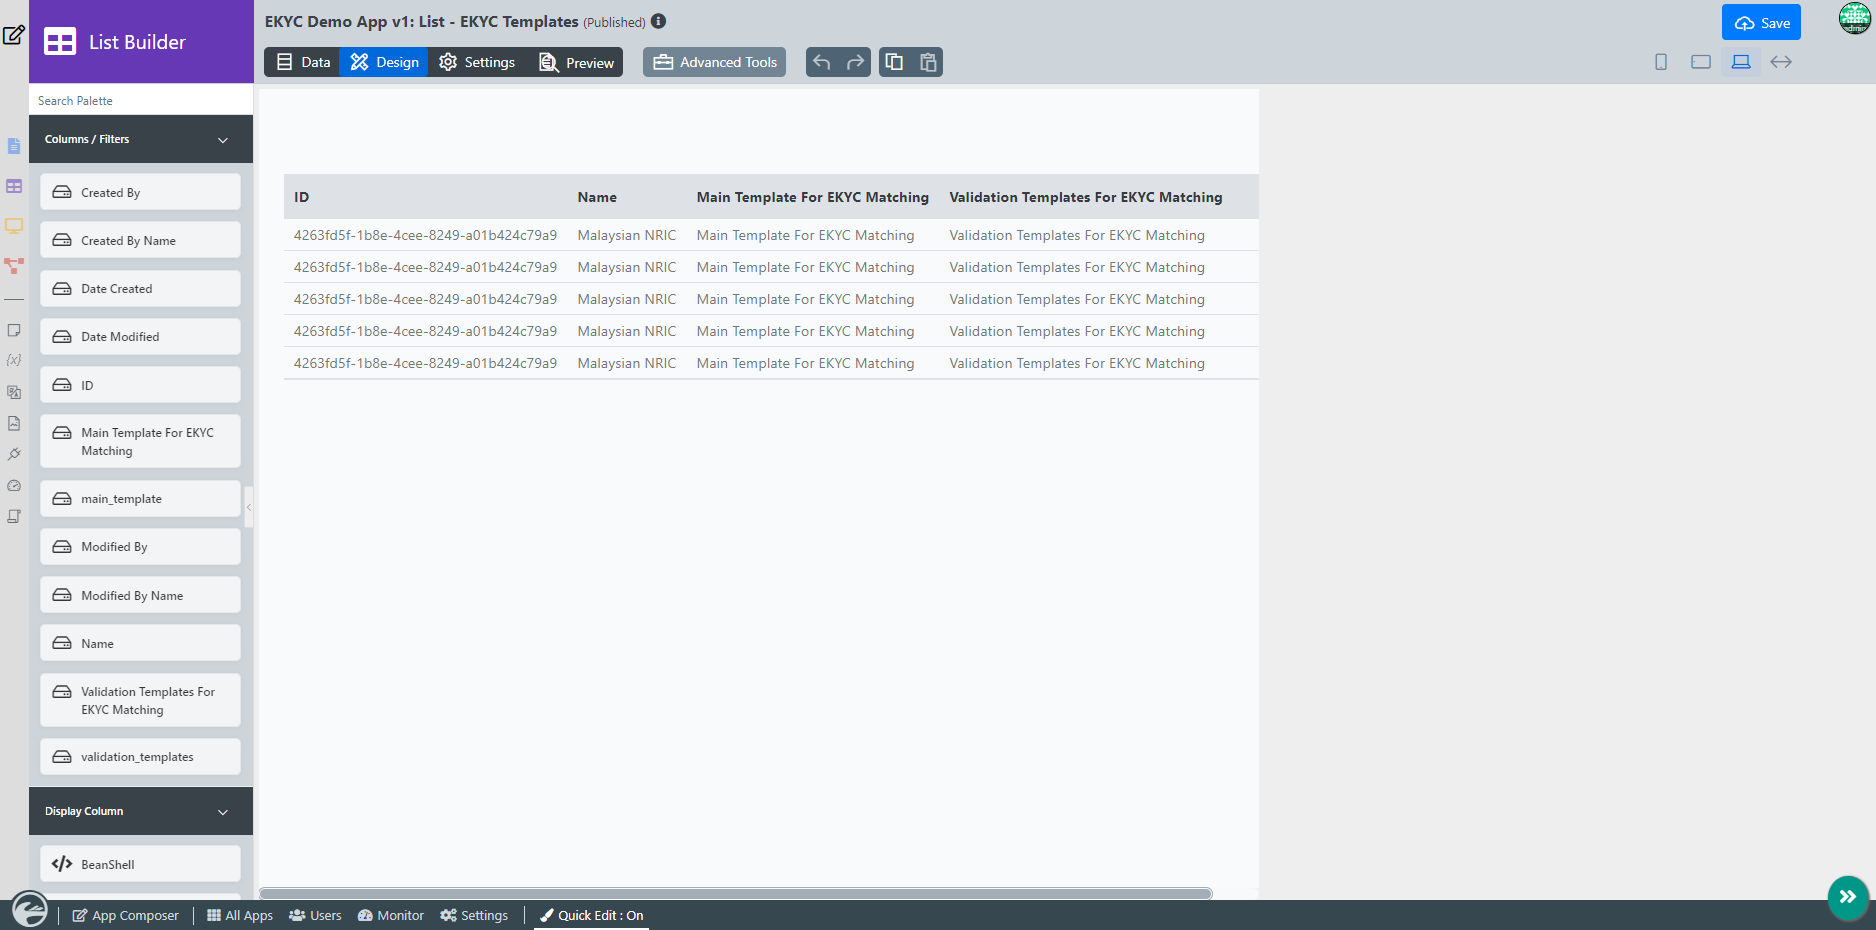 List Builder
EKYC Demo App v1: List - EKYC Templates (Published)
Save
Data Design Settings Preview Advanced Tools
Search Palette
Columns / Filters
Created By
Created By Name
Date Created
Date Modified
ID
Main Template For EKYC
Matching
main_template
Modified By
Modified By Name
Name
Validation Templates For
EKYC Matching
validation_templates
Display Column
BeanShell
ID Name Main Template For EKYC Matching Validation Templates For EKYC Matching
4263fd5f-1b8e-4cee-8249-a01b424c79a9 Malaysian NRIC Main Template For EKYC Matching Validation Templates For EKYC Matching
4263fd5f-1b8e-4cee-8249-a01b424c79a9 Malaysian NRIC Main Template For EKYC Matching Validation Templates For EKYC Matching
4263fd5f-1b8e-4cee-8249-a01b424c79a9 Malaysian NRIC Main Template For EKYC Matching Validation Templates For EKYC Matching
4263fd5f-1b8e-4cee-8249-a01b424c79a9 Malaysian NRIC Main Template For EKYC Matching Validation Templates For EKYC Matching
4263fd5f-1b8e-4cee-8249-a01b424c79a9 Malaysian NRIC Main Template For EKYC Matching Validation Templates For EKYC Matching
App Composer All Apps Users Monitor Settings Quick Edit : On